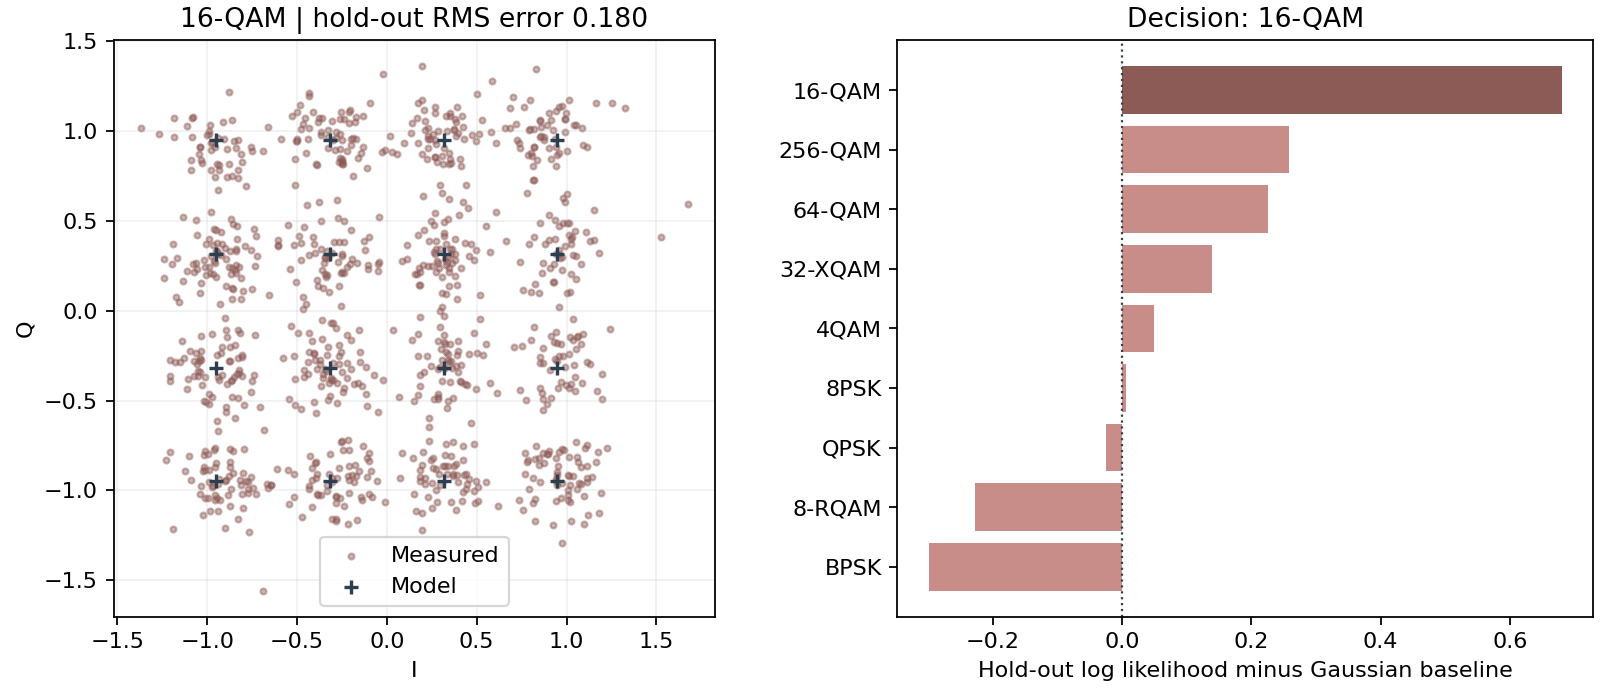 16-QAM | hold-out RMS error 0.180
1.5
1.0
0.5
0.0
−0.5
−1.0
−1.5
Q
−1.5 −1.0 −0.5 0.0 0.5 1.0 1.5
I
Measured
Model
Decision: 16-QAM
16-QAM
256-QAM
64-QAM
32-XQAM
4QAM
8PSK
QPSK
8-RQAM
BPSK
−0.2 0.0 0.2 0.4 0.6
Hold-out log likelihood minus Gaussian baseline